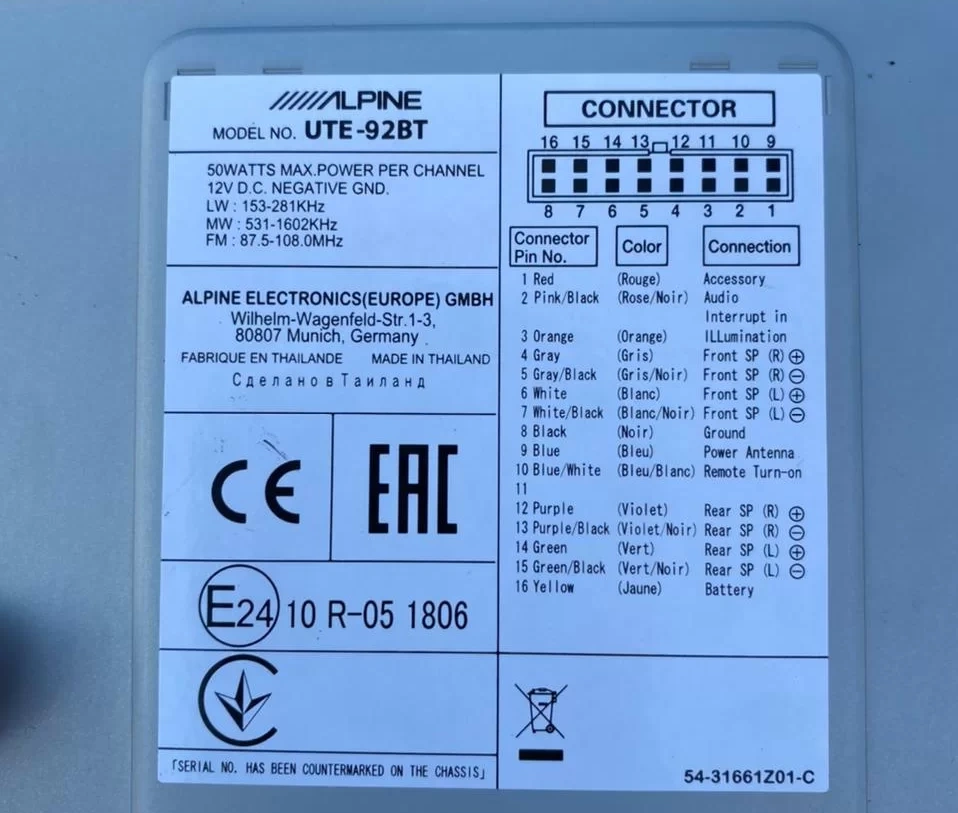 ALPINE
MODEL NO. UTE-92BT
50WATTS MAX.POWER PER CHANNEL
12V D.C. NEGATIVE GND.
LW : 153-281KHz
MW : 531-1602KHz
FM : 87.5-108.0MHz
ALPINE ELECTRONICS(EUROPE) GMBH
Wilhelm-Wagenfeld-Str.1-3,
80807 Munich, Germany
FABRIQUE EN THAILANDE MADE IN THAILAND
Сделано в Таиланд
CE
EAC
E24 10 R-05 1806
「SERIAL NO. HAS BEEN COUNTERMARKED ON THE CHASSIS」
CONNECTOR
16 15 14 13 12 11 10 9
8 7 6 5 4 3 2 1
Connector Pin No. Color Connection
1 Red (Rouge) Accessory
2 Pink/Black (Rose/Noir) Audio
Interrupt in
3 Orange (Orange) ILLumination
4 Gray (Gris) Front SP (R) ⊕
5 Gray/Black (Gris/Noir) Front SP (R) ⊖
6 White (Blanc) Front SP (L) ⊕
7 White/Black (Blanc/Noir) Front SP (L) ⊖
8 Black (Noir) Ground
9 Blue (Bleu) Power Antenna
10 Blue/White (Bleu/Blanc) Remote Turn-on
11
12 Purple (Violet) Rear SP (R) ⊕
13 Purple/Black (Violet/Noir) Rear SP (R) ⊖
14 Green (Vert) Rear SP (L) ⊕
15 Green/Black (Vert/Noir) Rear SP (L) ⊖
16 Yellow (Jaune) Battery
54-31661Z01-C